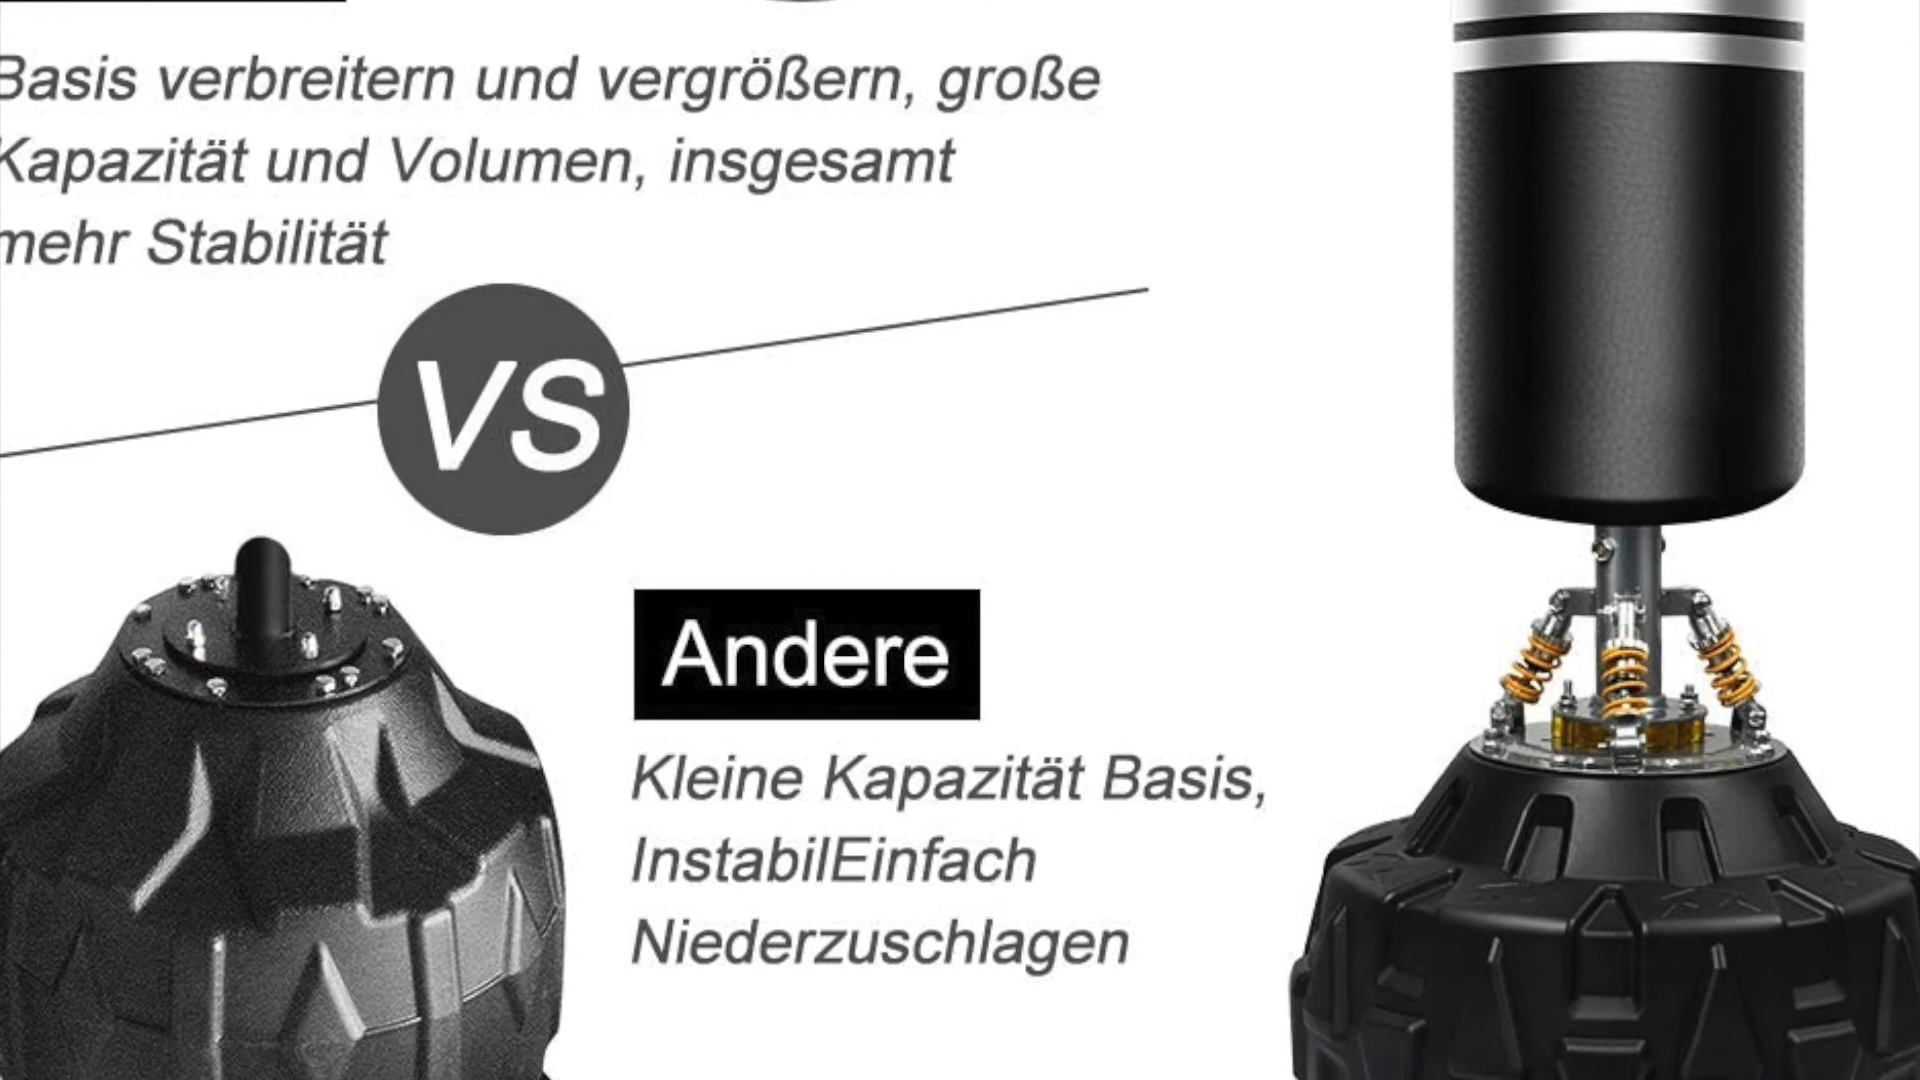 Basis verbreitern und vergrößern, große
Kapazität und Volumen, insgesamt
mehr Stabilität
VS
Andere
Kleine Kapazität Basis,
InstabilEinfach
Niederzuschlagen